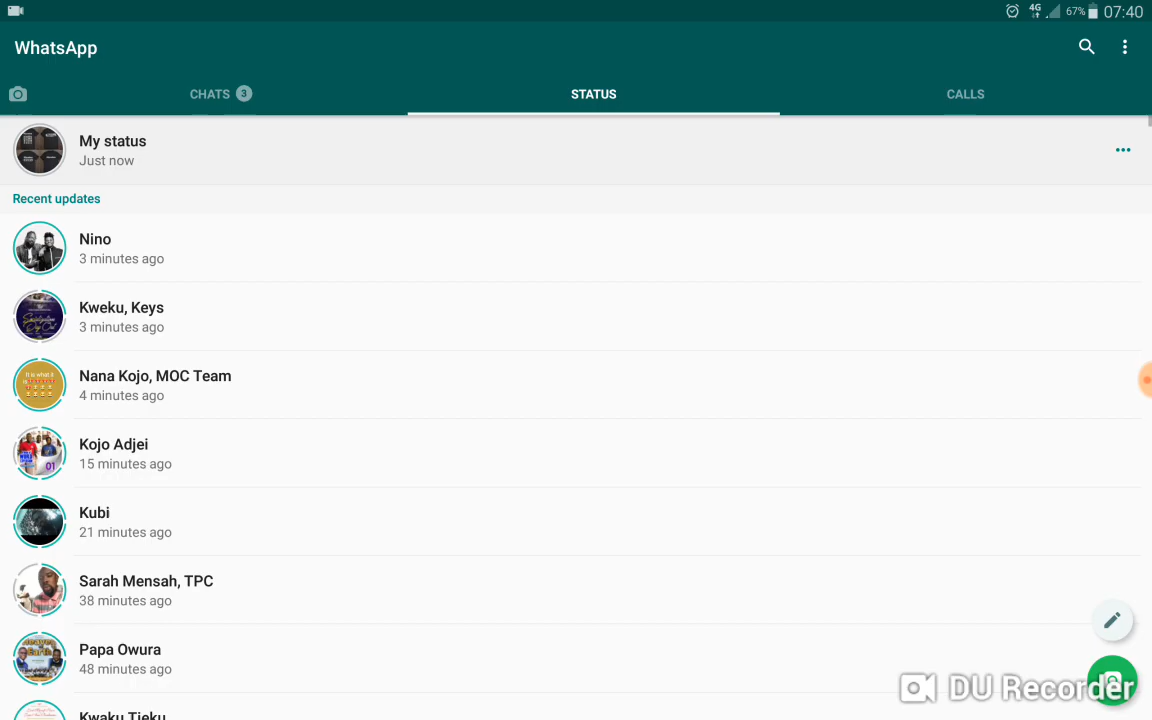 4G 67% 07:40
WhatsApp
CHATS 3 STATUS CALLS
My status
Just now
Recent updates
Nino
3 minutes ago
Kweku, Keys
3 minutes ago
Nana Kojo, MOC Team
4 minutes ago
Kojo Adjei
15 minutes ago
Kubi
21 minutes ago
Sarah Mensah, TPC
38 minutes ago
Papa Owura
48 minutes ago
Kwaku Tieku
DU Recorder